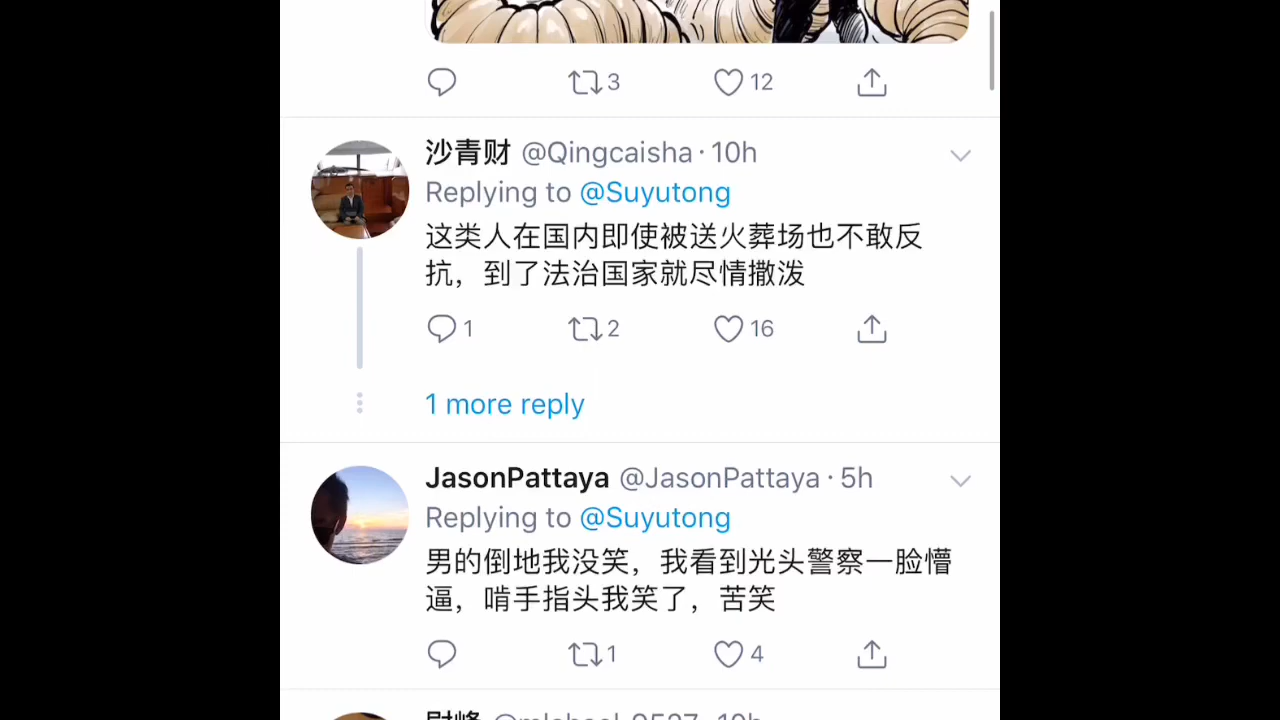 3 12
沙青财 @Qingcaisha · 10h
Replying to @Suyutong
这类人在国内即使被送火葬场也不敢反
抗，到了法治国家就尽情撒泼
1 2 16
1 more reply
JasonPattaya @JasonPattaya · 5h
Replying to @Suyutong
男的倒地我没笑，我看到光头警察一脸懵
逼，啃手指头我笑了，苦笑
1 4